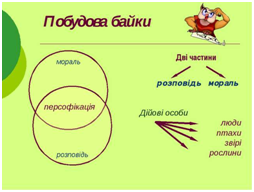 Побудова байки
мораль
персофікація
розповідь
Дві частини
розповідь мораль
Дійові особи
люди
птахи
звірі
рослини